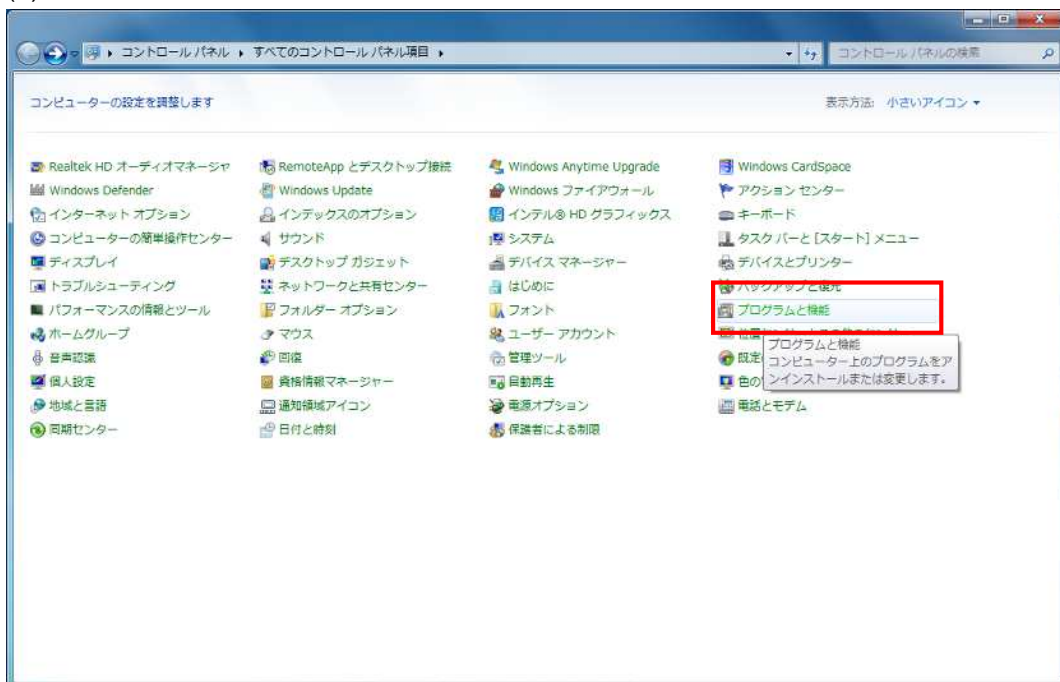 コントロール パネル ▸ すべてのコントロール パネル項目 ▸
コントロール パネルの検索
コンピューターの設定を調整します
表示方法: 小さいアイコン
Realtek HD オーディオマネージャ
RemoteApp とデスクトップ接続
Windows Anytime Upgrade
Windows CardSpace
Windows Defender
Windows Update
Windows ファイアウォール
アクション センター
インターネット オプション
インデックスのオプション
インテル® HD グラフィックス
キーボード
コンピューターの簡単操作センター
サウンド
システム
タスク バーと [スタート] メニュー
ディスプレイ
デスクトップ ガジェット
デバイス マネージャー
デバイスとプリンター
トラブルシューティング
ネットワークと共有センター
はじめに
バックアップと復元
パフォーマンスの情報とツール
フォルダー オプション
フォント
プログラムと機能
ホームグループ
マウス
ユーザー アカウント
プログラムと機能
コンピューター上のプログラムをア
ンインストールまたは変更します。
音声認識
回復
管理ツール
既定
個人設定
資格情報マネージャー
自動再生
色の
地域と言語
通知領域アイコン
電源オプション
電話とモデム
同期センター
日付と時刻
保護者による制限